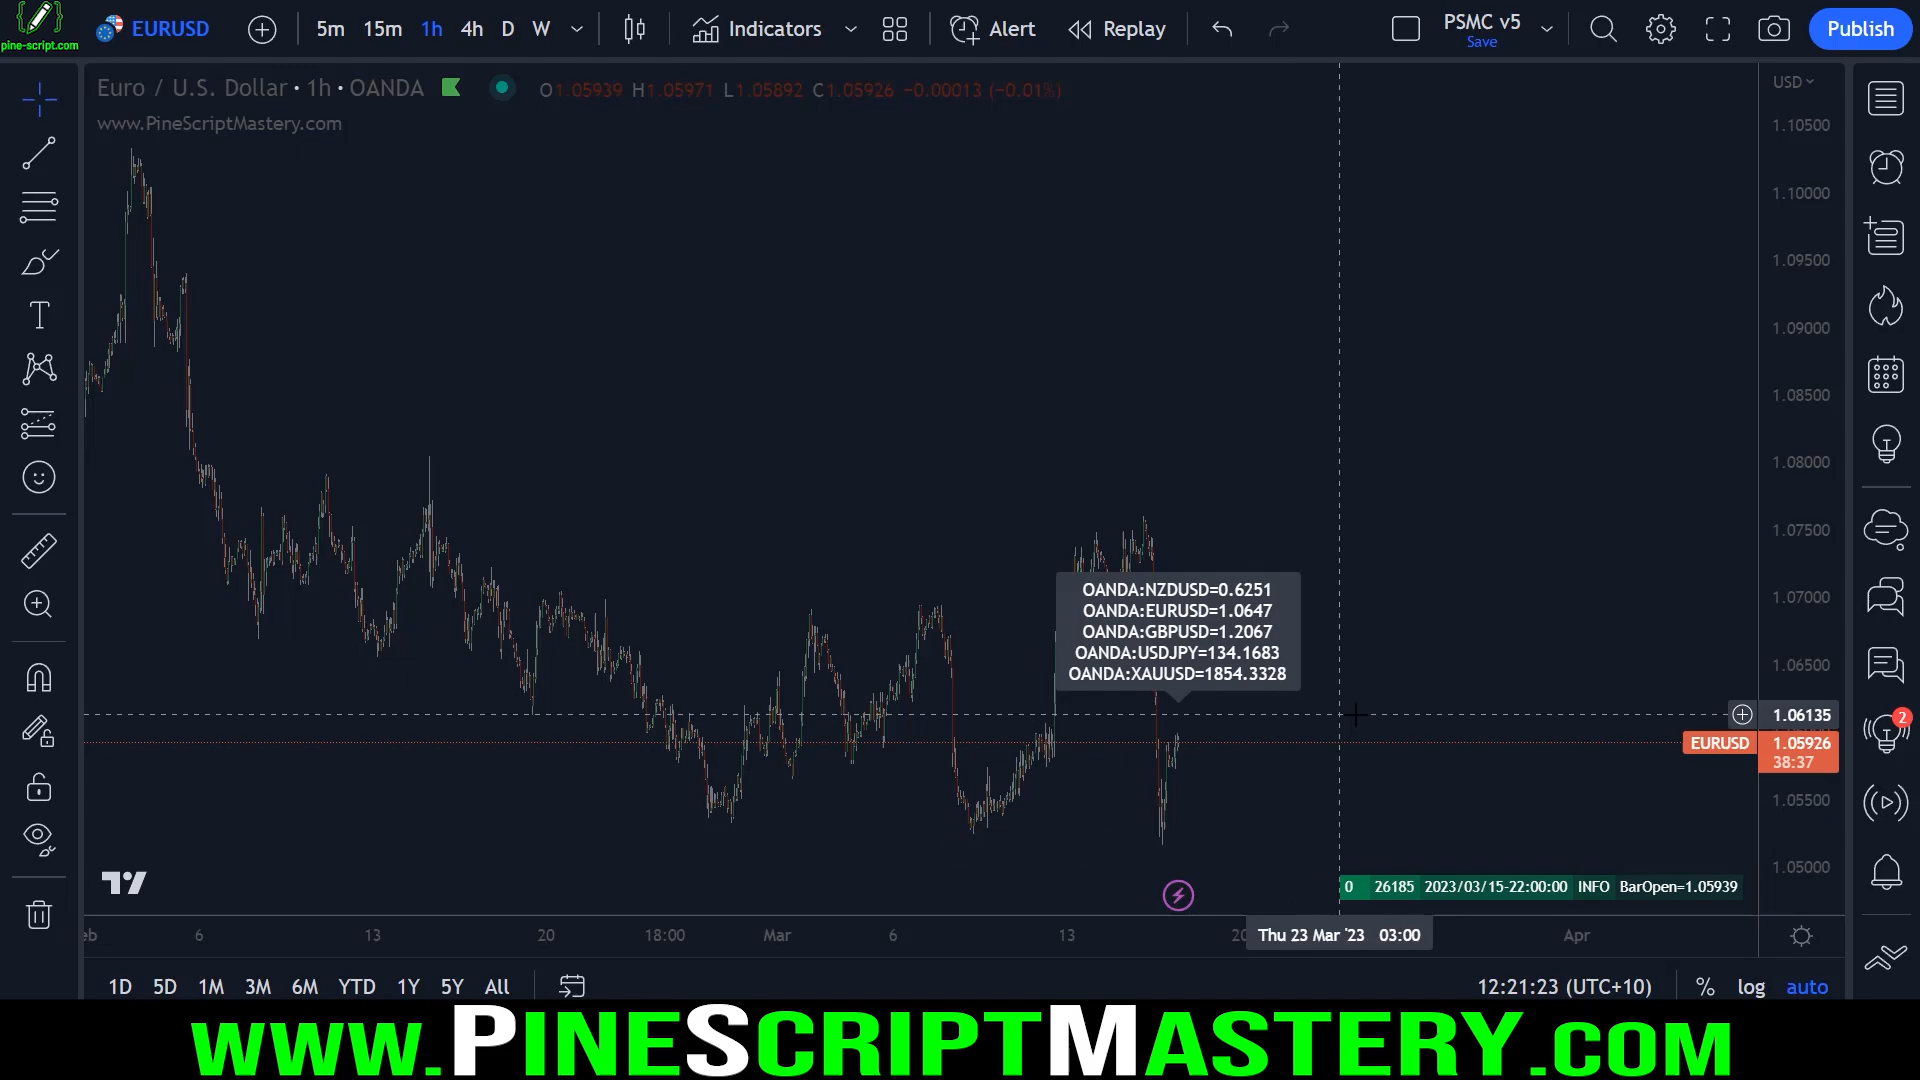 pine-script.com
EURUSD
5m 15m 1h 4h D W
Indicators
Alert
Replay
PSMC v5
Save
Publish
Euro / U.S. Dollar • 1h • OANDA
O1.05939 H1.05971 L1.05892 C1.05926 −0.00013 (−0.01%)
www.PineScriptMastery.com
USD
1.10500
1.10000
1.09500
1.09000
1.08500
1.08000
1.07500
1.07000
1.06500
OANDA:NZDUSD=0.6251
OANDA:EURUSD=1.0647
OANDA:GBPUSD=1.2067
OANDA:USDJPY=134.1683
OANDA:XAUUSD=1854.3328
1.06135
2
EURUSD 1.05926
38:37
1.05500
1.05000
0 26185 2023/03/15-22:00:00 INFO BarOpen=1.05939
6 13 20 18:00 Mar 6 13 Thu 23 Mar '23 03:00 Apr
1D 5D 1M 3M 6M YTD 1Y 5Y All
12:21:23 (UTC+10) % log auto
www.PineScriptMastery.com